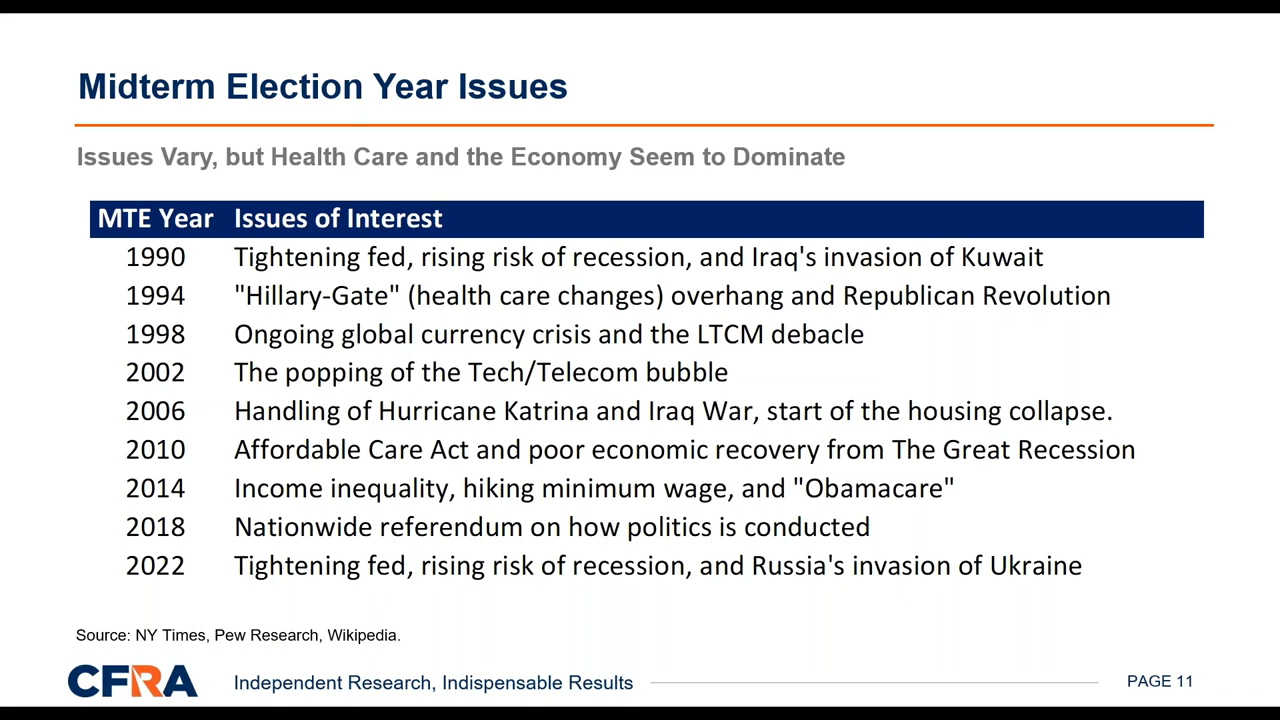 Midterm Election Year Issues
Issues Vary, but Health Care and the Economy Seem to Dominate
MTE Year Issues of Interest
1990 Tightening fed, rising risk of recession, and Iraq's invasion of Kuwait
1994 "Hillary-Gate" (health care changes) overhang and Republican Revolution
1998 Ongoing global currency crisis and the LTCM debacle
2002 The popping of the Tech/Telecom bubble
2006 Handling of Hurricane Katrina and Iraq War, start of the housing collapse.
2010 Affordable Care Act and poor economic recovery from The Great Recession
2014 Income inequality, hiking minimum wage, and "Obamacare"
2018 Nationwide referendum on how politics is conducted
2022 Tightening fed, rising risk of recession, and Russia's invasion of Ukraine
Source: NY Times, Pew Research, Wikipedia.
CFRA Independent Research, Indispensable Results PAGE 11